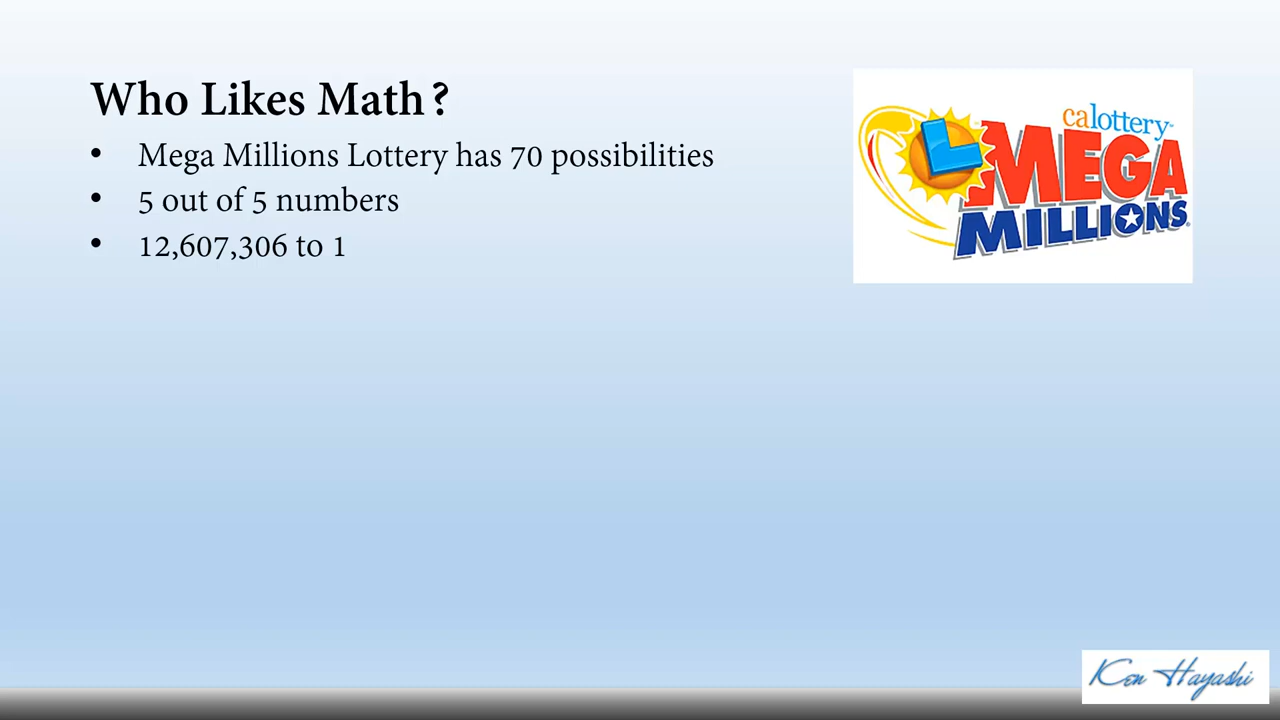 Who Likes Math?
• Mega Millions Lottery has 70 possibilities
• 5 out of 5 numbers
• 12,607,306 to 1
calottery™
MEGA
MILLIONS®
Ken Hayashi